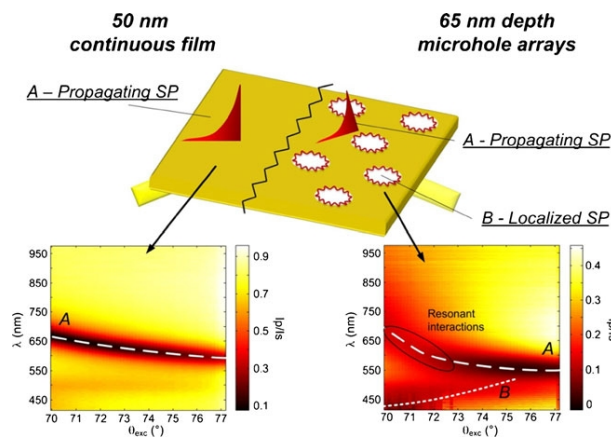 50 nm
continuous film
65 nm depth
microhole arrays
A – Propagating SP
A - Propagating SP
B - Localized SP
950
850
750
650
550
450
λ (nm)
A
70 71 72 73 74 75 76 77
θexc (°)
0.9
0.7
0.5
0.3
0.1
Ip/Is
950
850
750
650
550
450
λ (nm)
Resonant
interactions
A
B
70 71 72 73 74 75 76 77
θexc (°)
0.4
0.3
0.2
0.1
0
Ip/Is